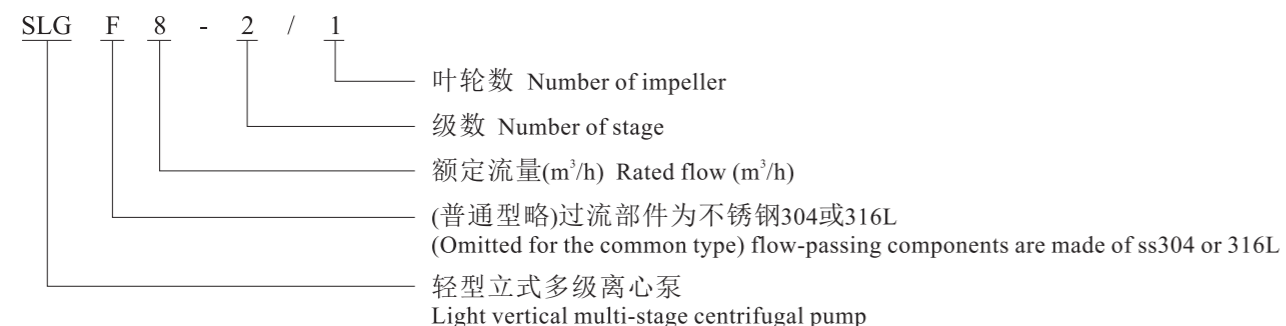 SLG F 8 - 2 / 1
叶轮数 Number of impeller
级数 Number of stage
额定流量(m³/h) Rated flow (m³/h)
(普通型略)过流部件为不锈钢304或316L
(Omitted for the common type) flow-passing components are made of ss304 or 316L
轻型立式多级离心泵
Light vertical multi-stage centrifugal pump